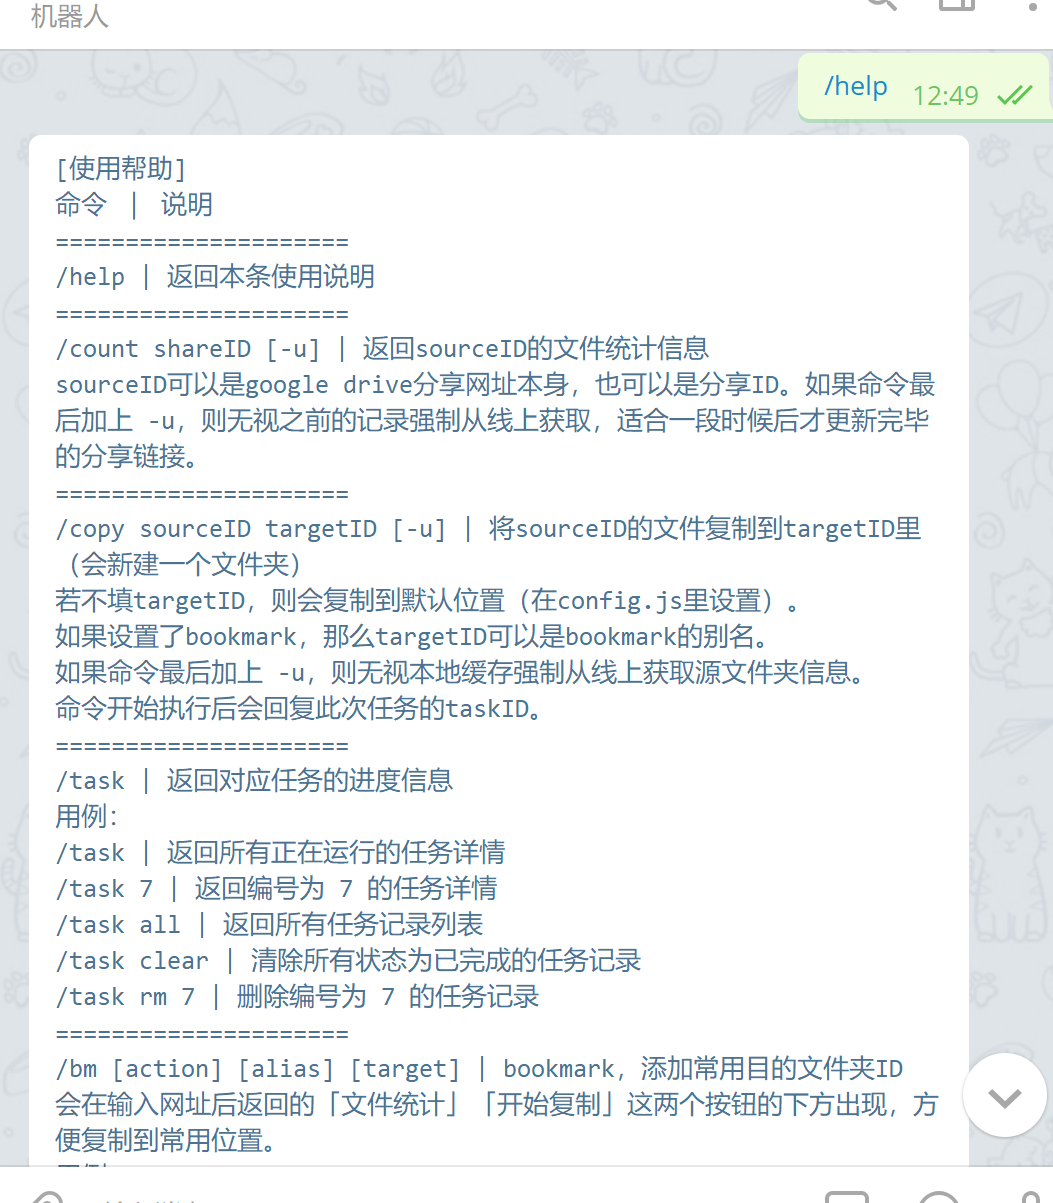 机器人
/help 12:49
[使用帮助]
命令 | 说明
=====================
/help | 返回本条使用说明
=====================
/count shareID [-u] | 返回sourceID的文件统计信息
sourceID可以是google drive分享网址本身，也可以是分享ID。如果命令最
后加上 -u，则无视之前的记录强制从线上获取，适合一段时候后才更新完毕
的分享链接。
=====================
/copy sourceID targetID [-u] | 将sourceID的文件复制到targetID里
（会新建一个文件夹）
若不填targetID，则会复制到默认位置（在config.js里设置）。
如果设置了bookmark，那么targetID可以是bookmark的别名。
如果命令最后加上 -u，则无视本地缓存强制从线上获取源文件夹信息。
命令开始执行后会回复此次任务的taskID。
=====================
/task | 返回对应任务的进度信息
用例：
/task | 返回所有正在运行的任务详情
/task 7 | 返回编号为 7 的任务详情
/task all | 返回所有任务记录列表
/task clear | 清除所有状态为已完成的任务记录
/task rm 7 | 删除编号为 7 的任务记录
=====================
/bm [action] [alias] [target] | bookmark，添加常用目的文件夹ID
会在输入网址后返回的「文件统计」「开始复制」这两个按钮的下方出现，方
便复制到常用位置。